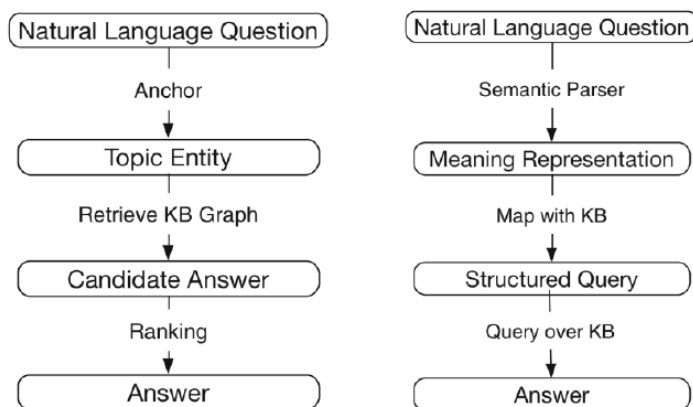 Natural Language Question
Anchor
Topic Entity
Retrieve KB Graph
Candidate Answer
Ranking
Answer
Natural Language Question
Semantic Parser
Meaning Representation
Map with KB
Structured Query
Query over KB
Answer